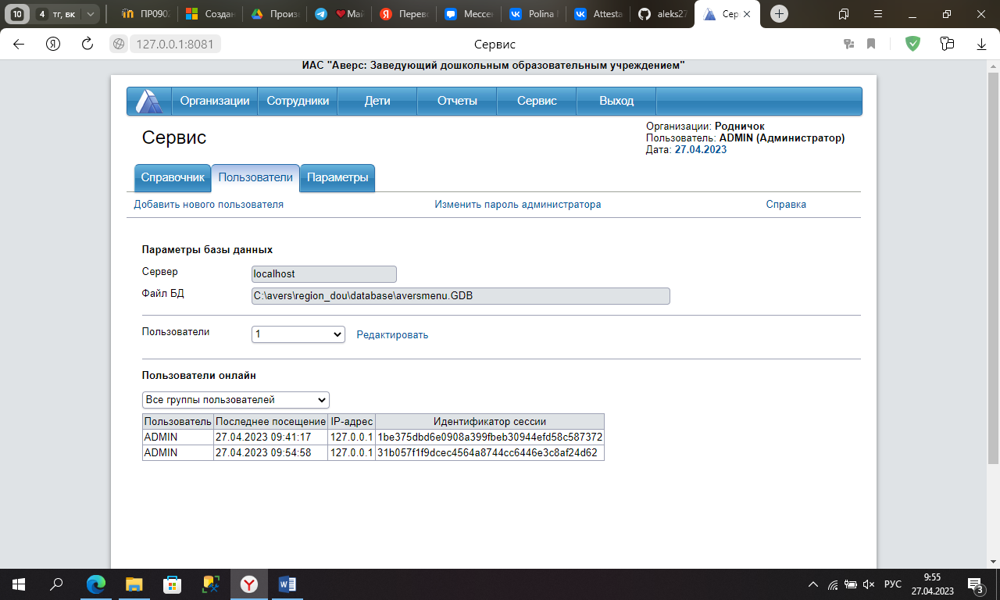 10
4 тг, вк
ПР090
Создан
Произ
Май
Перев
Мессе
Polina
Attesta
aleks27
Сер
127.0.0.1:8081
Сервис
ИАС "Аверс: Заведующий дошкольным образовательным учреждением"
Организации Сотрудники Дети Отчеты Сервис Выход
Сервис
Организации: Родничок
Пользователь: ADMIN (Администратор)
Дата: 27.04.2023
Справочник Пользователи Параметры
Добавить нового пользователя Изменить пароль администратора Справка
Параметры базы данных
Сервер localhost
Файл БД C:\avers\region_dou\database\aversmenu.GDB
Пользователи 1 Редактировать
Пользователи онлайн
Все группы пользователей
Пользователь Последнее посещение IP-адрес Идентификатор сессии
ADMIN 27.04.2023 09:41:17 127.0.0.1 1be375dbd6e0908a399fbeb30944efd58c587372
ADMIN 27.04.2023 09:54:58 127.0.0.1 31b057f1f9dcec4564a8744cc6446e3c8af24d62
РУС
9:55
27.04.2023
3